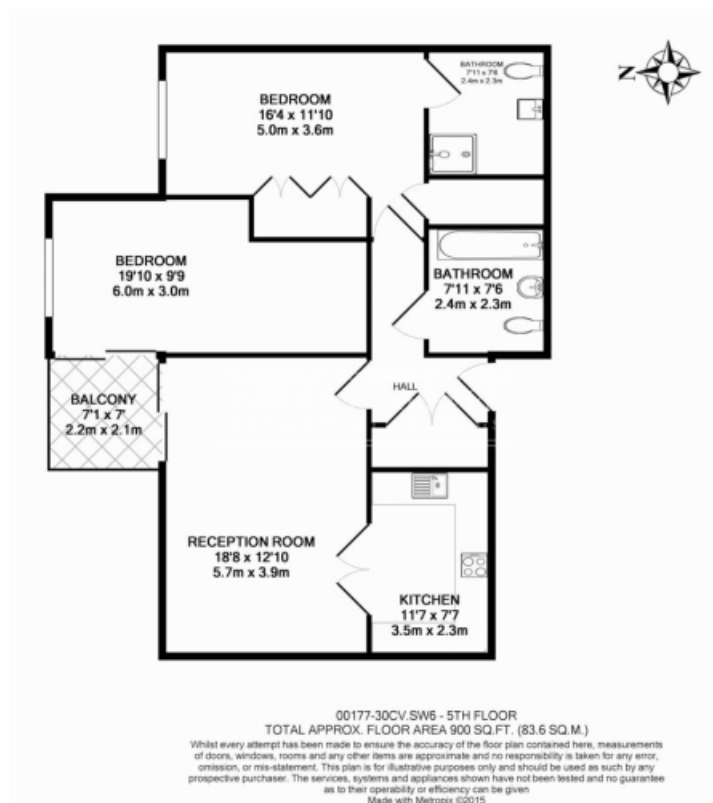 N
BATHROOM
7'11 x 7'6
2.4m x 2.3m
BEDROOM
16'4 x 11'10
5.0m x 3.6m
BEDROOM
19'10 x 9'9
6.0m x 3.0m
BATHROOM
7'11 x 7'6
2.4m x 2.3m
BALCONY
7'1 x 7'
2.2m x 2.1m
HALL
RECEPTION ROOM
18'8 x 12'10
5.7m x 3.9m
KITCHEN
11'7 x 7'7
3.5m x 2.3m
00177-30CV.SW6 - 5TH FLOOR
TOTAL APPROX. FLOOR AREA 900 SQ.FT. (83.6 SQ.M.)
Whilst every attempt has been made to ensure the accuracy of the floor plan contained here, measurements
of doors, windows, rooms and any other items are approximate and no responsibility is taken for any error,
omission, or mis-statement. This plan is for illustrative purposes only and should be used as such by any
prospective purchaser. The services, systems and appliances shown have not been tested and no guarantee
as to their operability or efficiency can be given
Made with Metropix ©2015